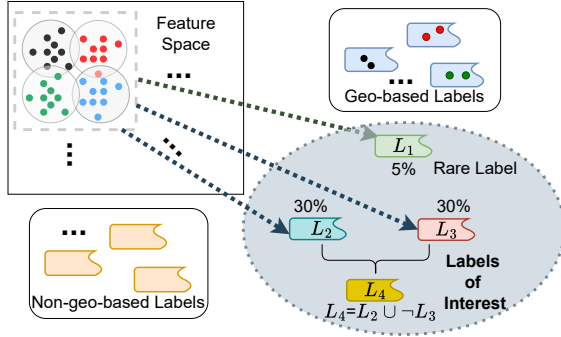 Feature
Space
...
...
...
...
Geo-based Labels
L₁
5%
Rare Label
30%
30%
L₂
L₃
Labels
of
Interest
L₄
L₄=L₂ ∪ ¬L₃
...
Non-geo-based Labels